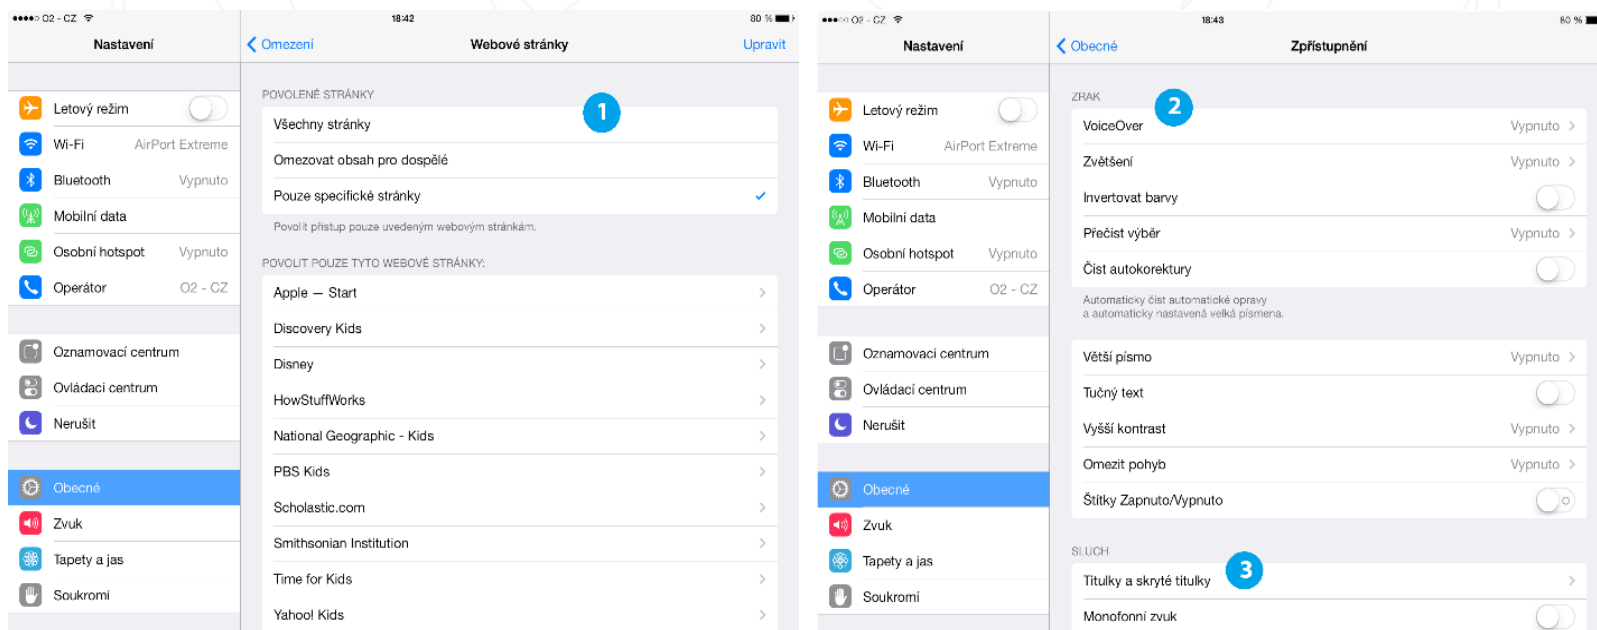 O2 - CZ 18:42 80 %
Nastavení
Letový režim
Wi-Fi AirPort Extreme
Bluetooth Vypnuto
Mobilní data
Osobní hotspot Vypnuto
Operátor O2 - CZ
Oznamovací centrum
Ovládací centrum
Nerušit
Obecné
Zvuk
Tapety a jas
Soukromí
Omezení Webové stránky Upravit
POVOLENÉ STRÁNKY
1
Všechny stránky
Omezovat obsah pro dospělé
Pouze specifické stránky
Povolit přístup pouze uvedeným webovým stránkám.
POVOLIT POUZE TYTO WEBOVÉ STRÁNKY:
Apple — Start
Discovery Kids
Disney
HowStuffWorks
National Geographic - Kids
PBS Kids
Scholastic.com
Smithsonian Institution
Time for Kids
Yahoo! Kids
O2 - CZ 18:43 80 %
Nastavení
Letový režim
Wi-Fi AirPort Extreme
Bluetooth Vypnuto
Mobilní data
Osobní hotspot Vypnuto
Operátor O2 - CZ
Oznamovací centrum
Ovládací centrum
Nerušit
Obecné
Zvuk
Tapety a jas
Soukromí
Obecné Zpřístupnění
ZRAK
2
VoiceOver Vypnuto
Zvětšení Vypnuto
Invertovat barvy
Přečíst výběr Vypnuto
Číst autokorektury
Automaticky číst automatické opravy
a automaticky nastavená velká písmena.
Větší písmo Vypnuto
Tučný text
Vyšší kontrast Vypnuto
Omezit pohyb Vypnuto
Štítky Zapnuto/Vypnuto
SLUCH
3
Titulky a skryté titulky
Monofonní zvuk